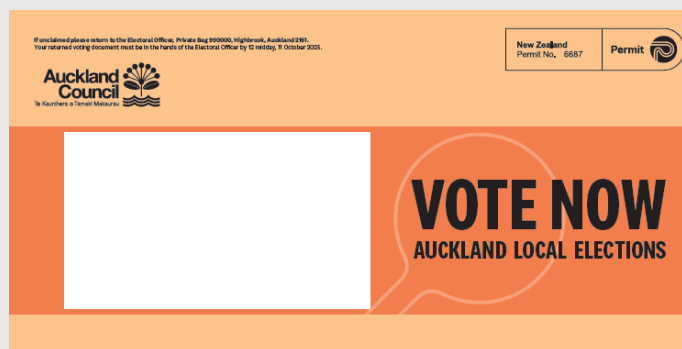 If unclaimed please return to the Electoral Officer, Private Bag 990000, Highbrook, Auckland 2161.
Your returned voting document must be in the hands of the Electoral Officer by 12 midday, 11 October 2025.
New Zealand
Permit No. 6687
Permit
Auckland
Council
Te Kaunihera o Tāmaki Makaurau
VOTE NOW
AUCKLAND LOCAL ELECTIONS